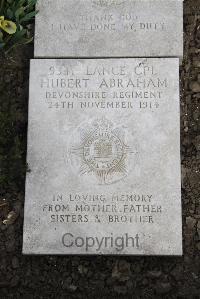 THANK GOD
I HAVE DONE MY DUTY
LANCE CPL
HUBERT ABRAHAM
DEVONSHIRE REGIMENT
24TH NOVEMBER 1914
IN LOVING MEMORY
FROM MOTHER, FATHER
SISTERS & BROTHER
Copyright